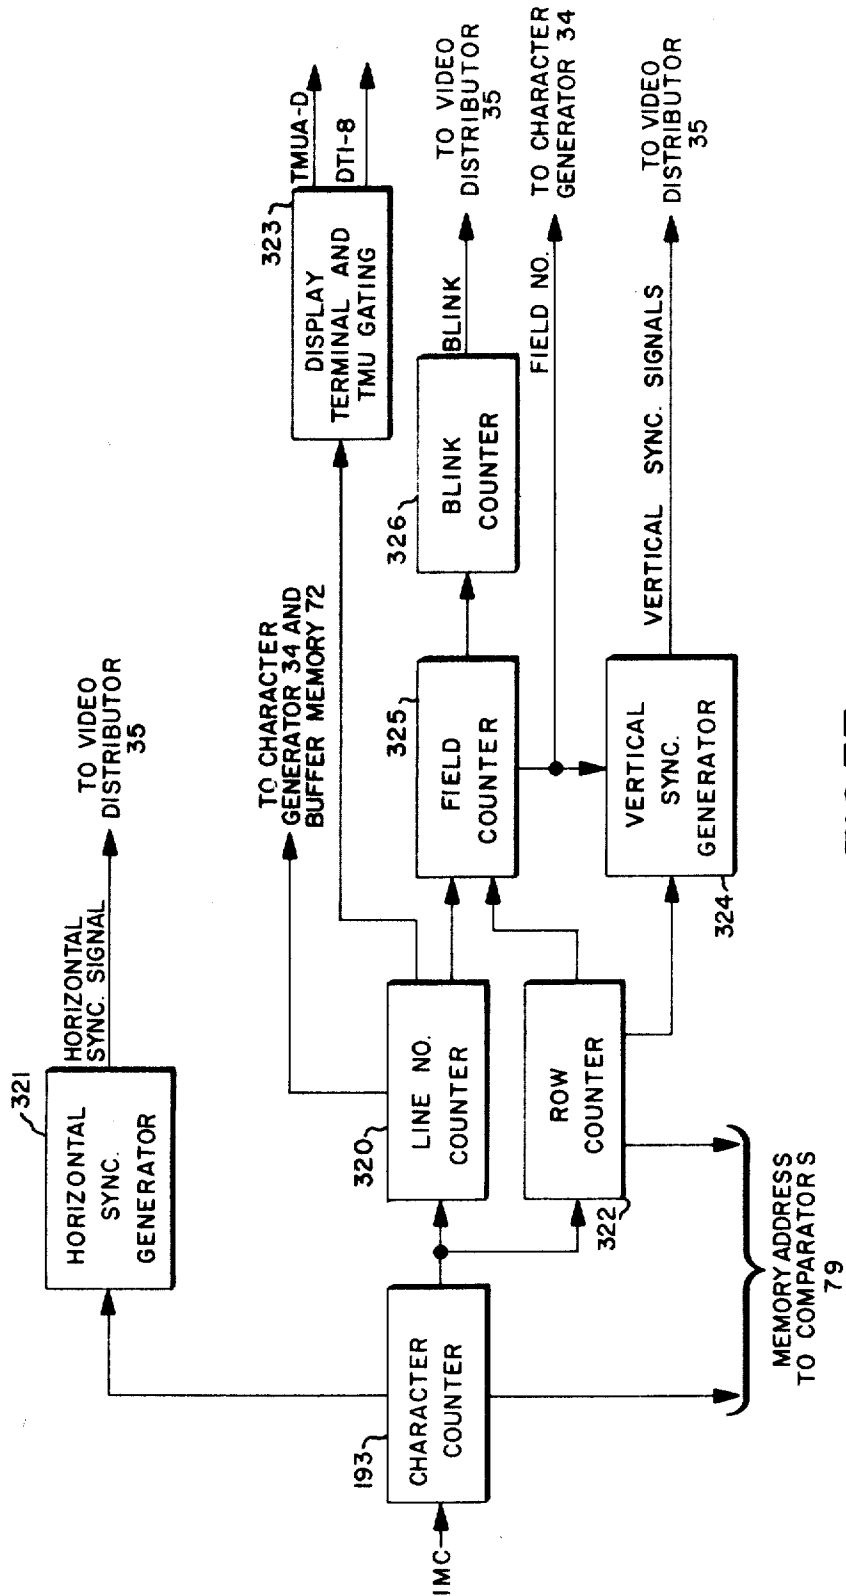 321
HORIZONTAL
SYNC.
GENERATOR
HORIZONTAL
SYNC. SIGNAL
TO VIDEO
DISTRIBUTOR
35
TO CHARACTER
GENERATOR 34 AND
BUFFER MEMORY 72
323
DISPLAY
TERMINAL AND
TMU GATING
TMUA-D
DT1-8
IMC
193
CHARACTER
COUNTER
320
LINE NO.
COUNTER
325
FIELD
COUNTER
326
BLINK
COUNTER
BLINK
TO VIDEO
DISTRIBUTOR
35
FIELD NO.
TO CHARACTER
GENERATOR 34
322
ROW
COUNTER
324
VERTICAL
SYNC.
GENERATOR
VERTICAL SYNC. SIGNALS
TO VIDEO
DISTRIBUTOR
35
MEMORY ADDRESS
TO COMPARATORS
79